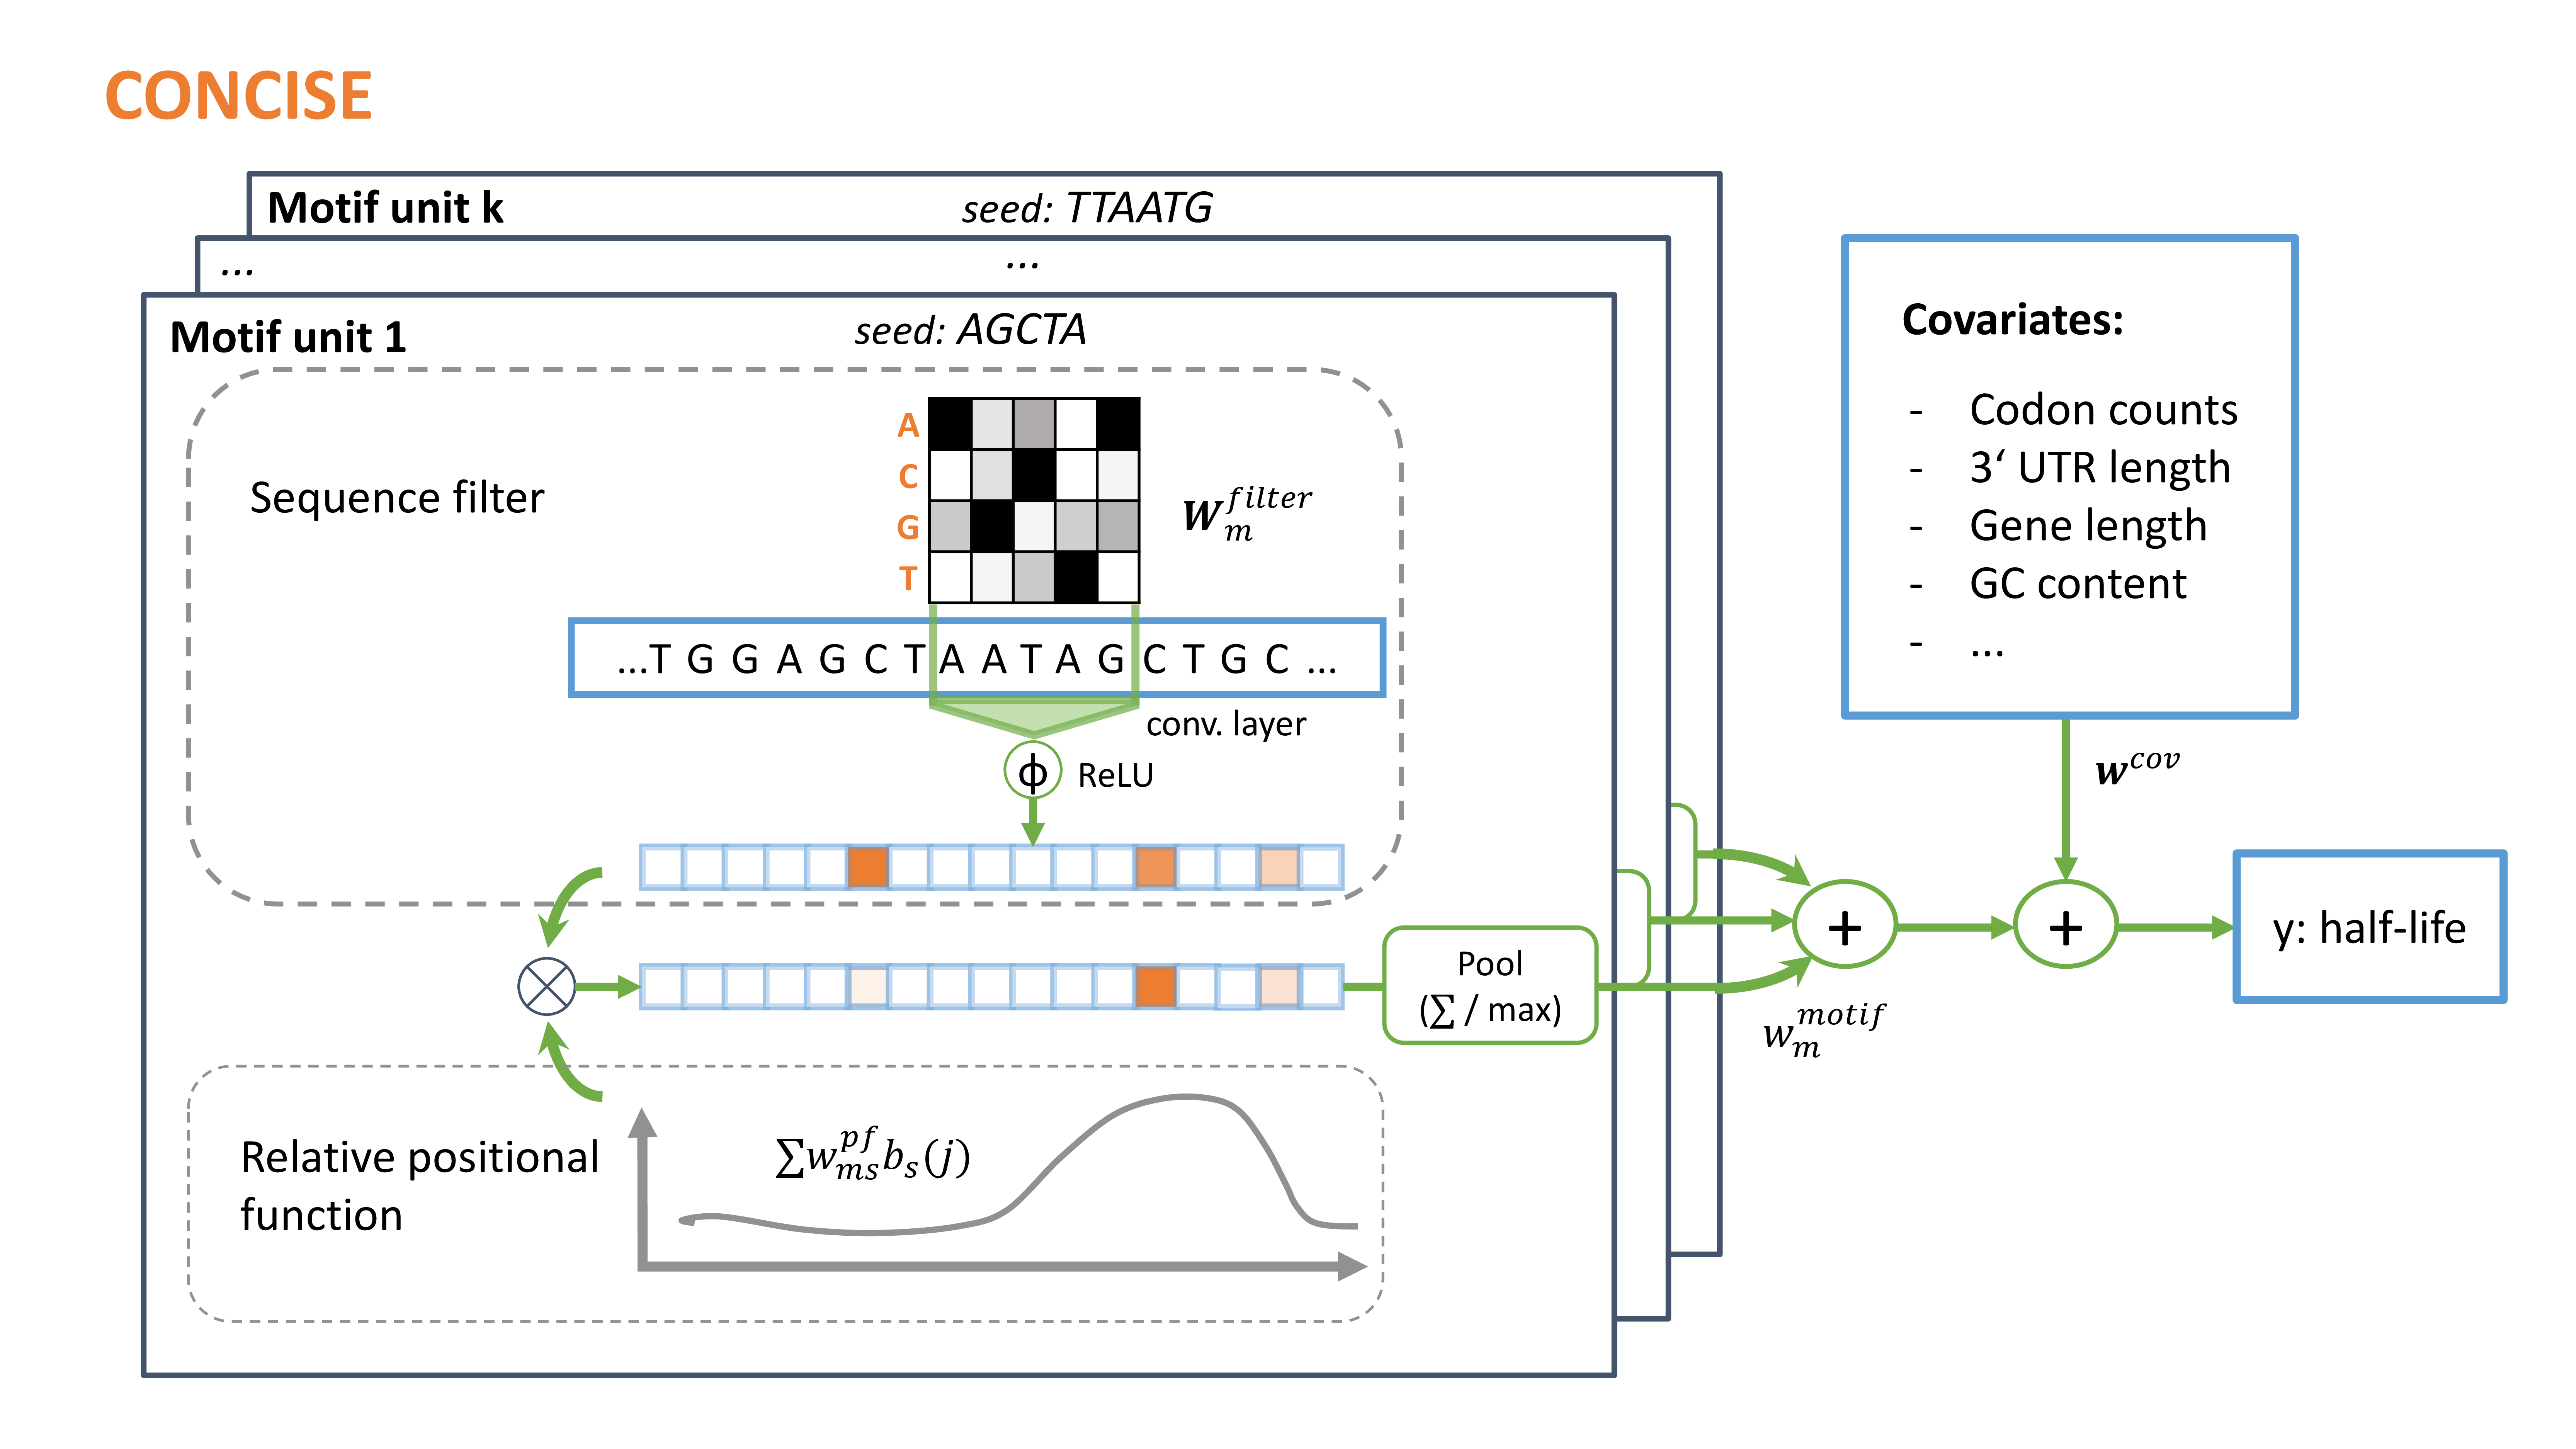 CONCISE
Motif unit k
seed: TTAATG
...
...
Motif unit 1
seed: AGCTA
Sequence filter
A
C
G
T
W_m^{filter}
...T G G A G C T A A T A G C T G C ...
conv. layer
ϕ
ReLU
Pool
(∑ / max)
Relative positional
function
∑w_{ms}^{pf}b_s(j)
w_m^{motif}
Covariates:
- Codon counts
- 3‘ UTR length
- Gene length
- GC content
- ...
w^{cov}
+
+
y: half-life